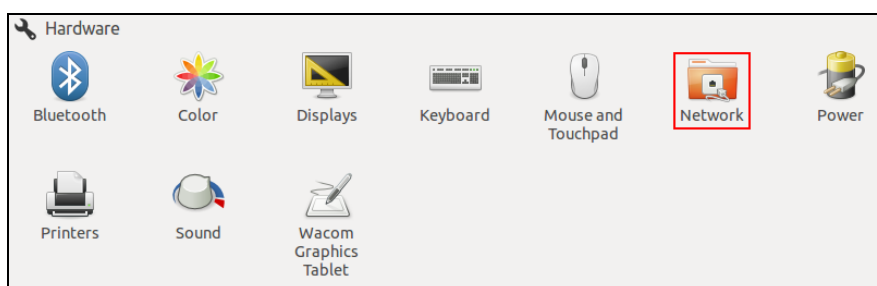 Hardware
Bluetooth
Color
Displays
Keyboard
Mouse and
Touchpad
Network
Power
Printers
Sound
Wacom
Graphics
Tablet